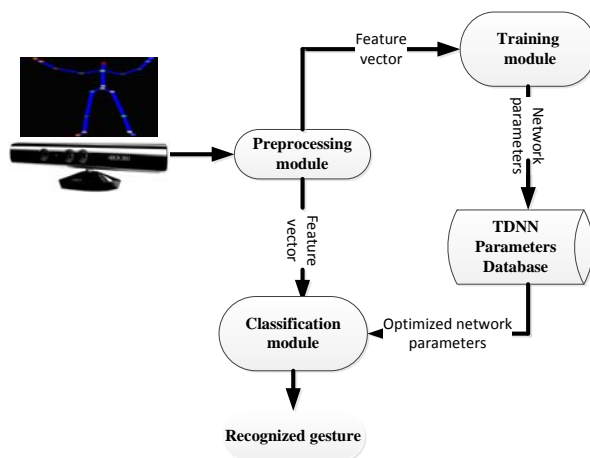 Feature
vector
Training
module
Preprocessing
module
Network
parameters
Feature
vector
TDNN
Parameters
Database
Classification
module
Optimized network
parameters
Recognized gesture